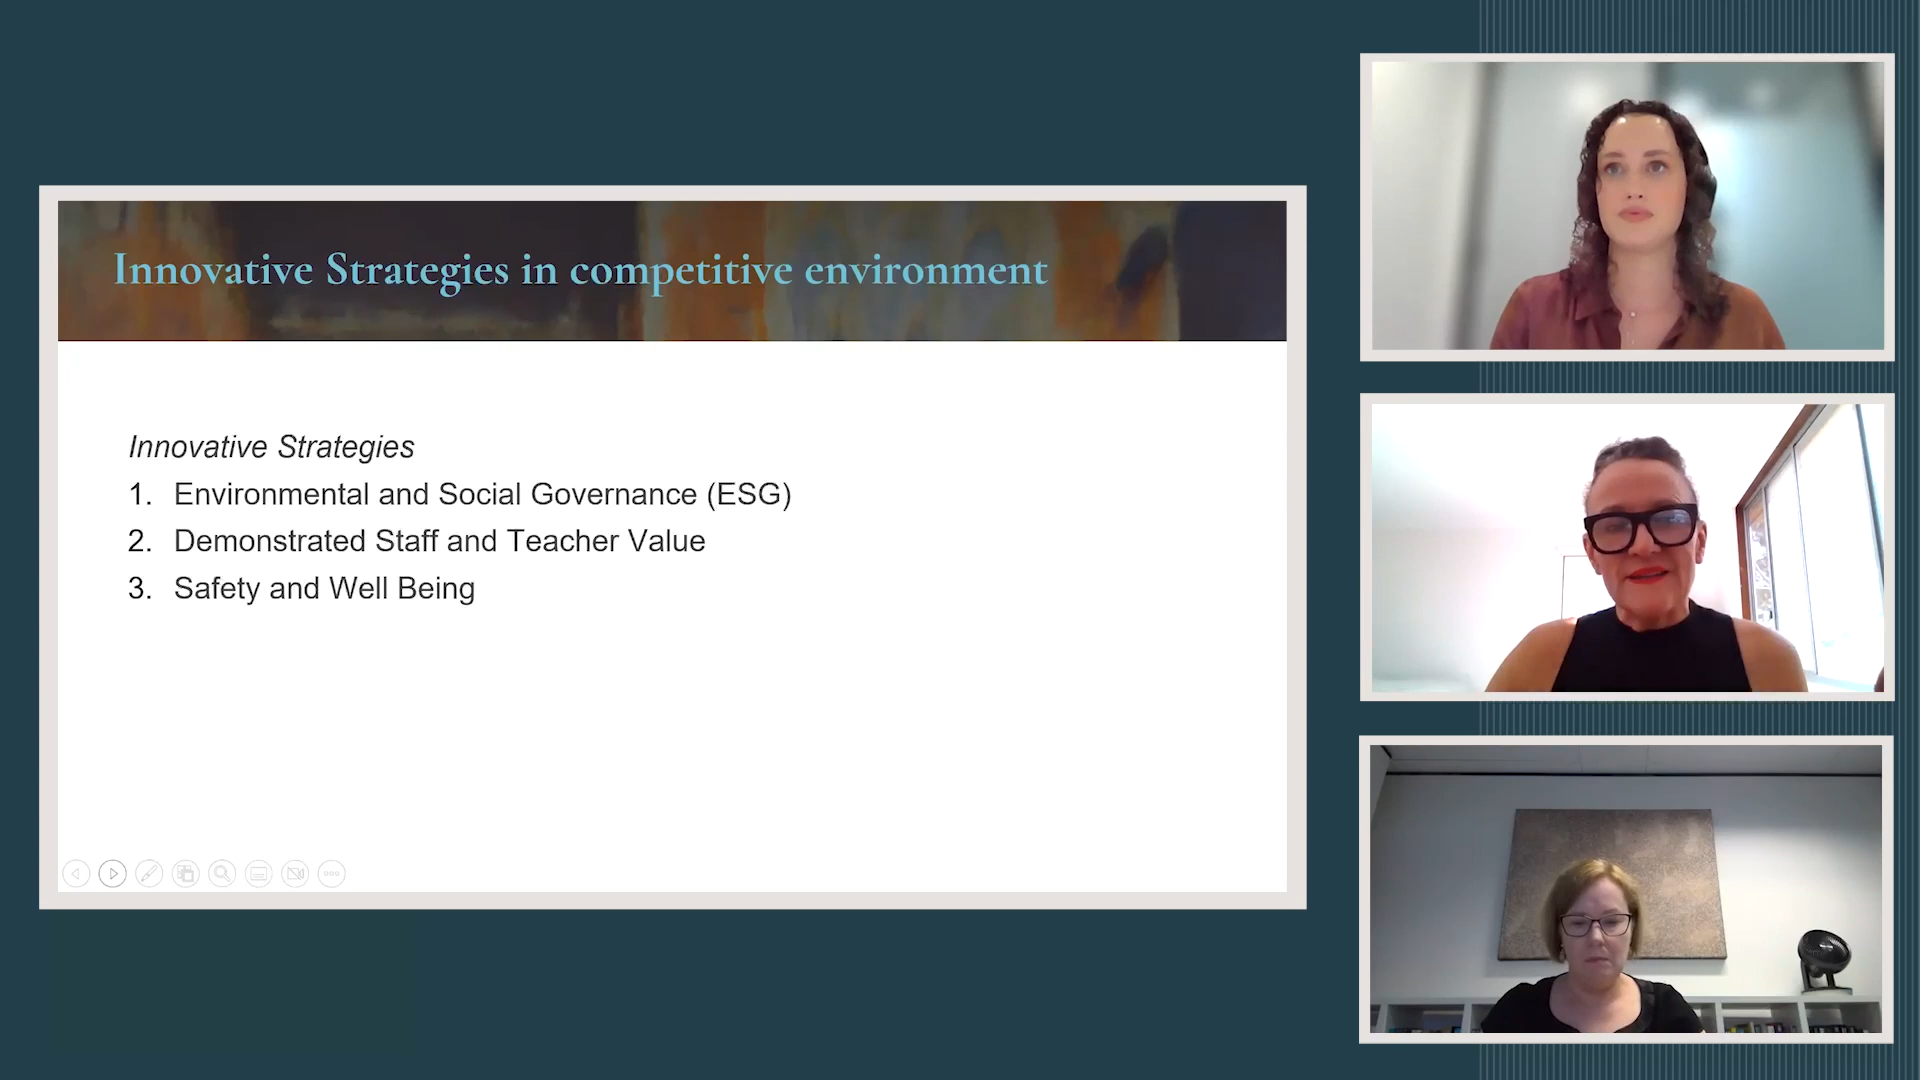 Innovative Strategies in competitive environment
Innovative Strategies
1. Environmental and Social Governance (ESG)
2. Demonstrated Staff and Teacher Value
3. Safety and Well Being